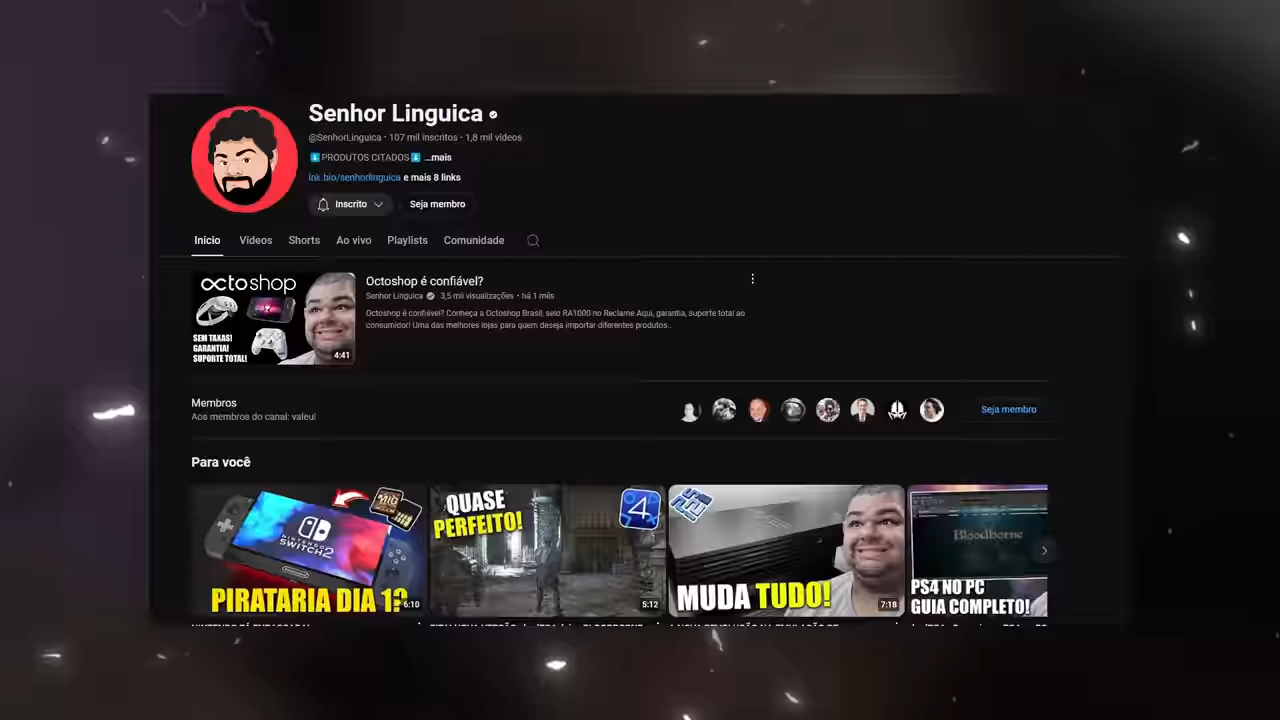 Senhor Linguica
@SenhorLinguica · 107 mil inscritos · 1,8 mil vídeos
PRODUTOS CITADOS ...mais
lnk.bio/senhorlinguica e mais 8 links
Inscrito
Seja membro
Início
Vídeos
Shorts
Ao vivo
Playlists
Comunidade
octoshop
SEM TAXAS!
GARANTIA!
SUPORTE TOTAL!
4:41
Octoshop é confiável?
Senhor Linguica 3,5 mil visualizações · há 1 mês
Octoshop é confiável? Conheça a Octoshop Brasil, selo RA1000 no Reclame Aqui, garantia, suporte total ao
consumidor! Uma das melhores lojas para quem deseja importar diferentes produtos..
Membros
Aos membros do canal: valeu!
Seja membro
Para você
MIG
NINTENDO
SWITCH 2
PIRATARIA DIA 1?
6:10
QUASE
PERFEITO!
4
5:12
MUDA TUDO!
7:18
Bloodborne
PS4 NO PC
GUIA COMPLETO!